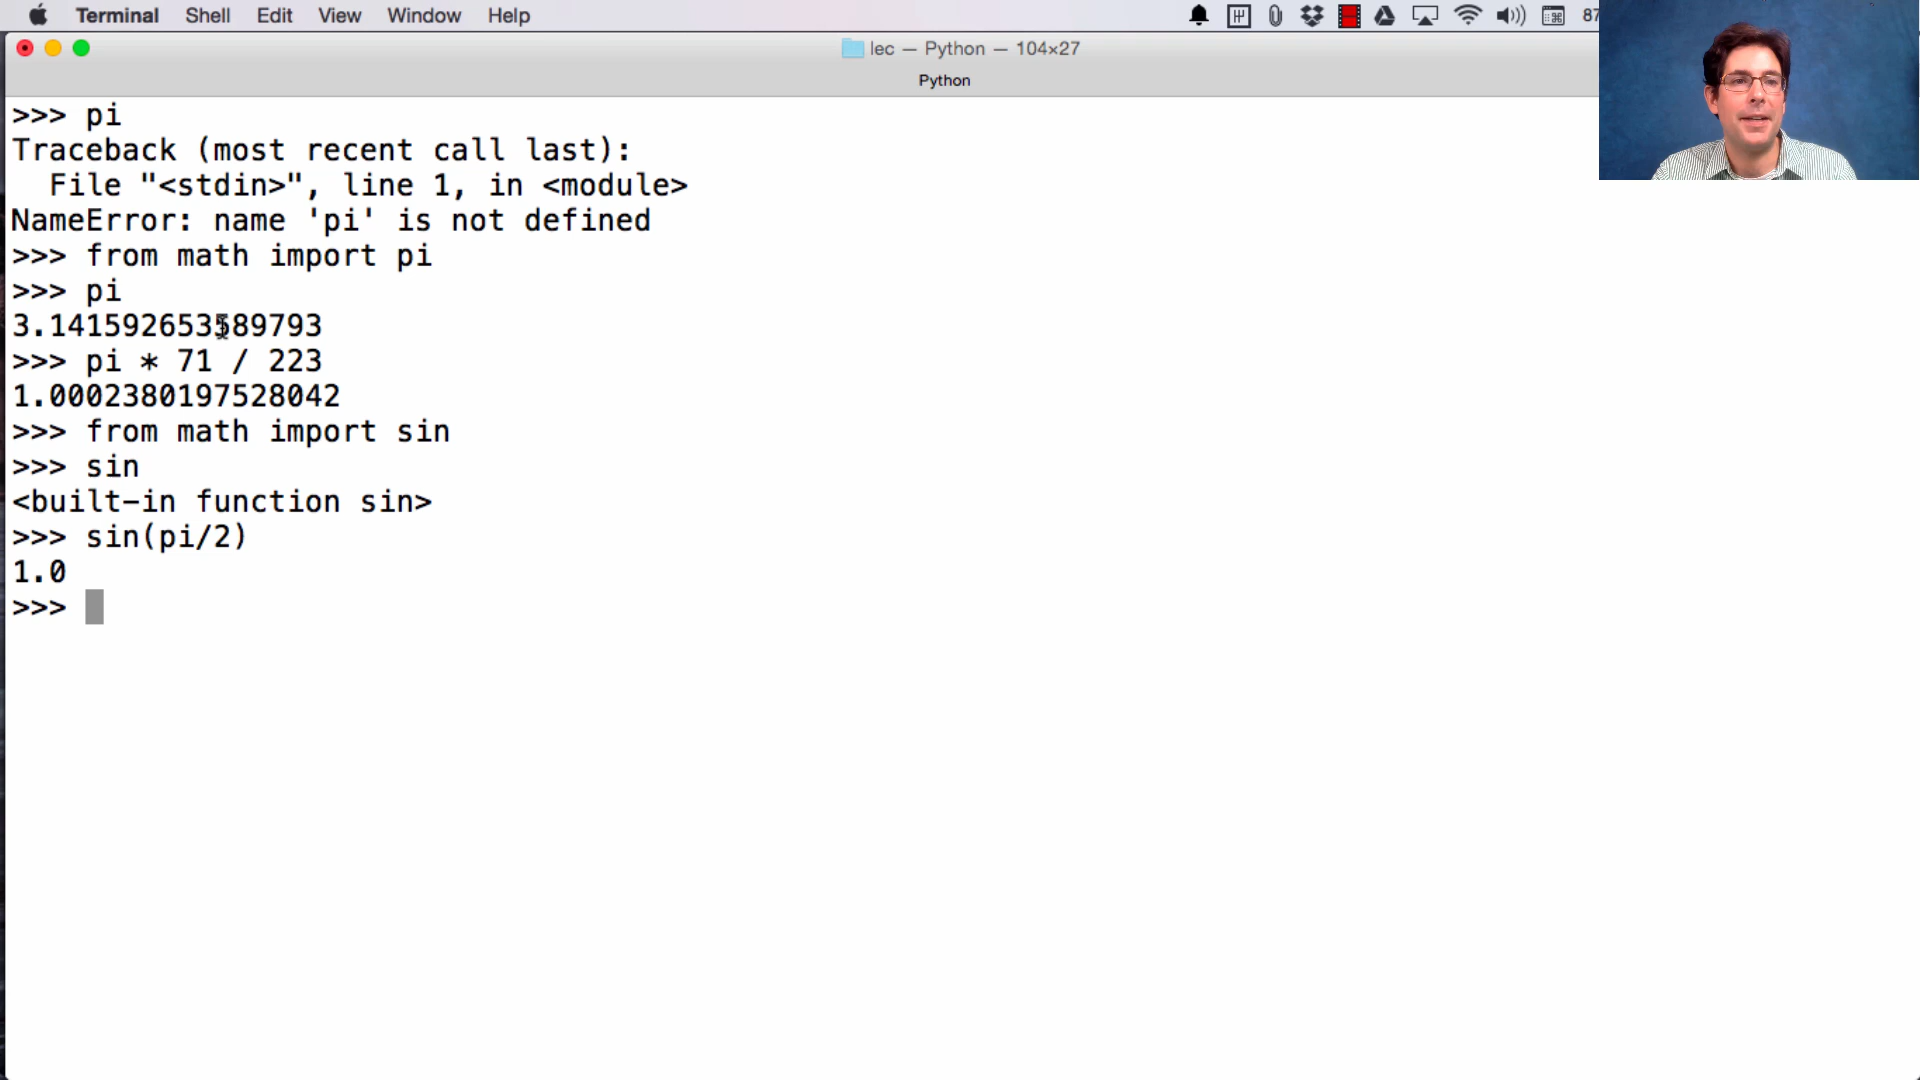 Terminal Shell Edit View Window Help 87
lec — Python — 104×27
Python
>>> pi
Traceback (most recent call last):
  File "<stdin>", line 1, in <module>
NameError: name 'pi' is not defined
>>> from math import pi
>>> pi
3.141592653589793
>>> pi * 71 / 223
1.0002380197528042
>>> from math import sin
>>> sin
<built-in function sin>
>>> sin(pi/2)
1.0
>>>